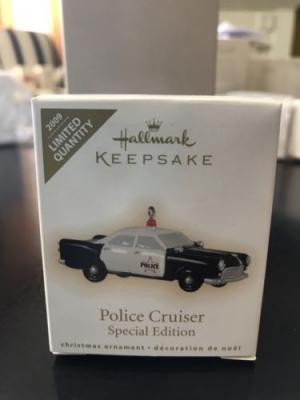 2009
LIMITED
QUANTITY
Hallmark
KEEPSAKE
POLICE
Police Cruiser
Special Edition
christmas ornament • décoration de noël